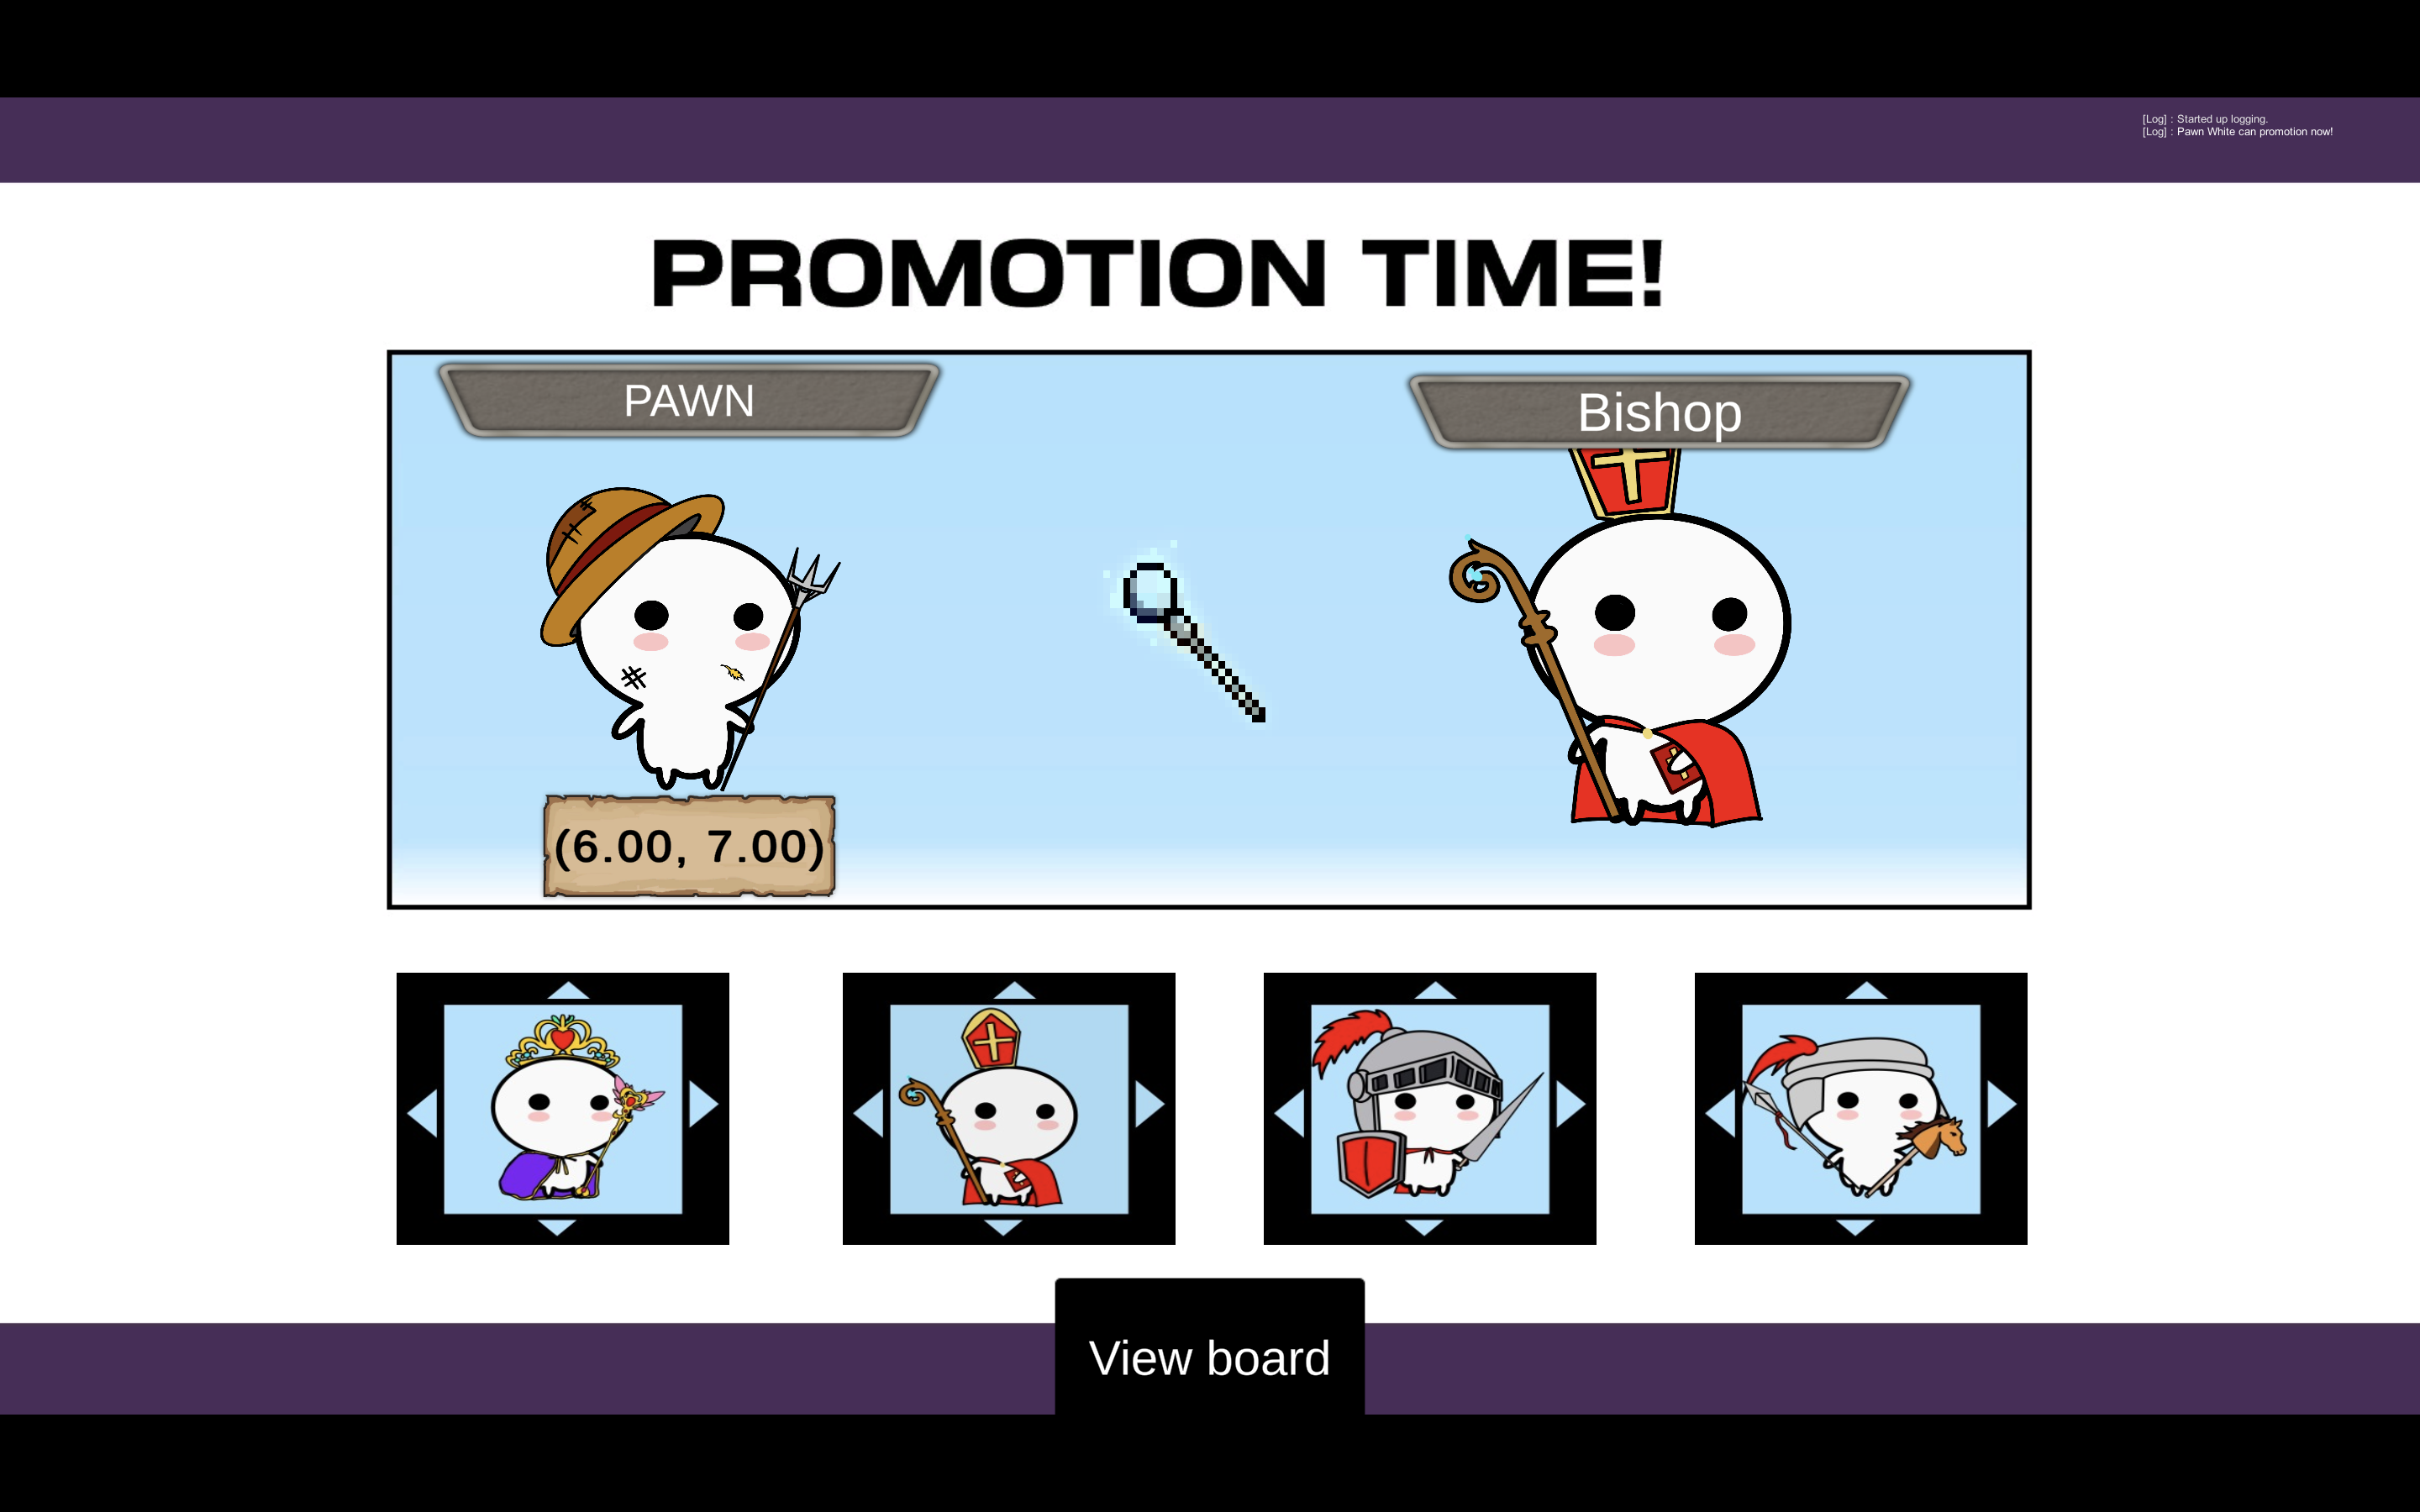 [Log] : Started up logging.
[Log] : Pawn White can promotion now!
PROMOTION TIME!
PAWN
Bishop
(6.00, 7.00)
View board